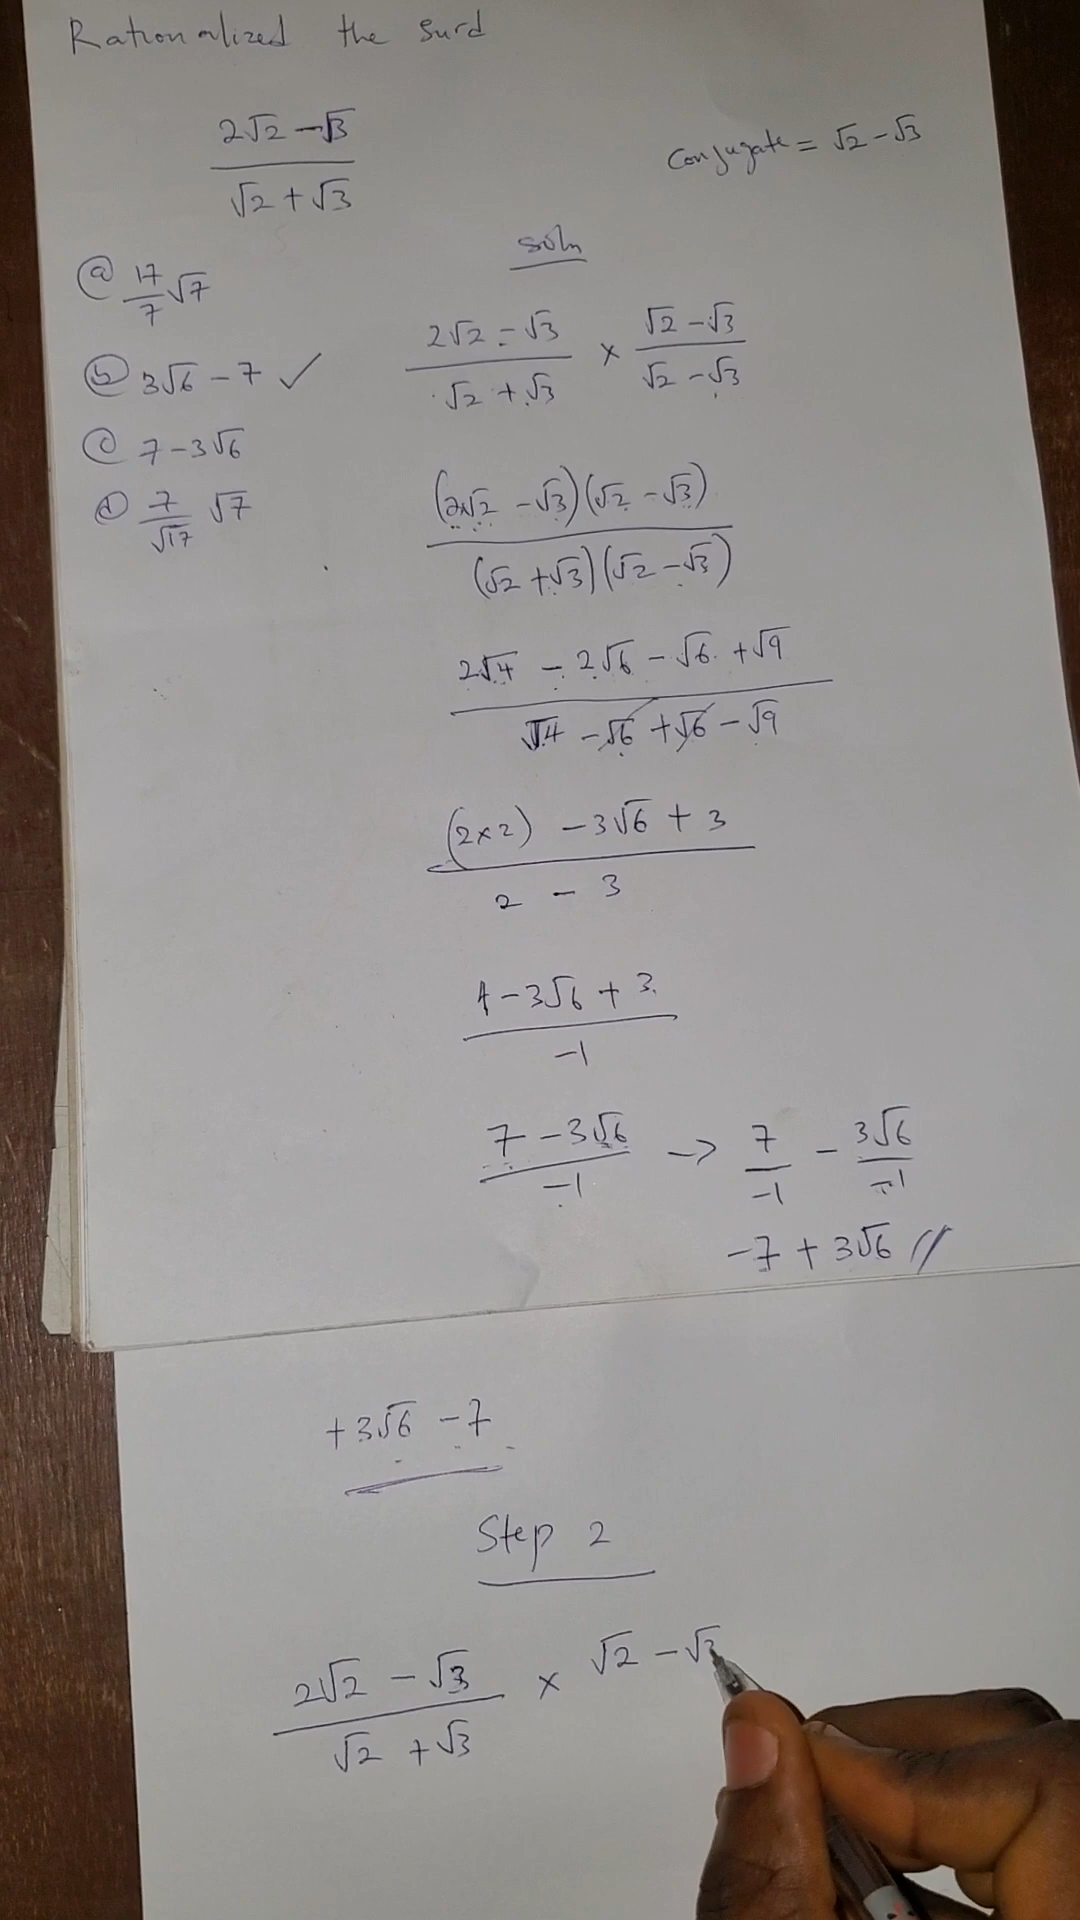 Rationalized the surd
2√2 - √3
√2 + √3
Conjugate = √2 - √3
ⓐ 17/7 √7
ⓑ 3√6 - 7 ✓
ⓒ 7 - 3√6
ⓓ 7/√17 √7
soln
2√2 - √3 / √2 + √3 × √2 - √3 / √2 - √3
(2√2 - √3)(√2 - √3)
(√2 + √3)(√2 - √3)
2√4 - 2√6 - √6 + √9
√4 - √6 + √6 - √9
(2×2) - 3√6 + 3
2 - 3
4 - 3√6 + 3
-1
7 - 3√6 / -1 → 7/-1 - 3√6/-1
-7 + 3√6 //
+3√6 - 7
Step 2
2√2 - √3 / √2 + √3 × √2 - √3